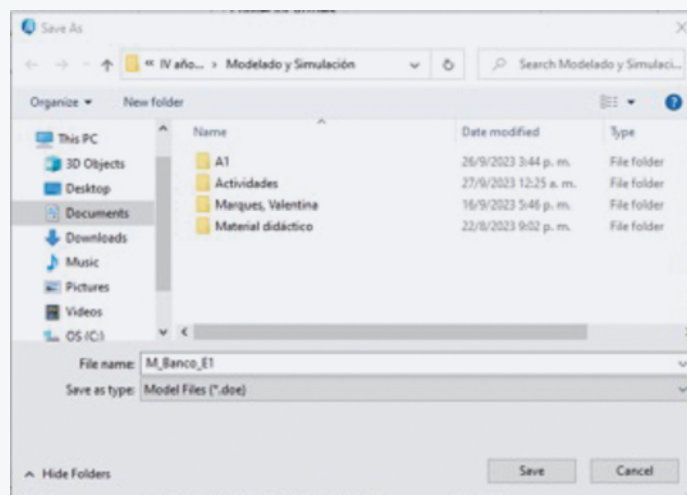 Save As
« IV año... > Modelado y Simulación
Search Modelado y Simulaci...
Organize New folder
Name Date modified Type
This PC
3D Objects
Desktop
Documents
Downloads
Music
Pictures
Videos
OS (C:)
A1 26/9/2023 3:44 p. m. File folder
Actividades 27/9/2023 12:25 a. m. File folder
Marques, Valentina 16/9/2023 5:46 p. m. File folder
Material didáctico 22/8/2023 9:02 p. m. File folder
File name: M_Banco_E1
Save as type: Model Files (*.doe)
Hide Folders Save Cancel